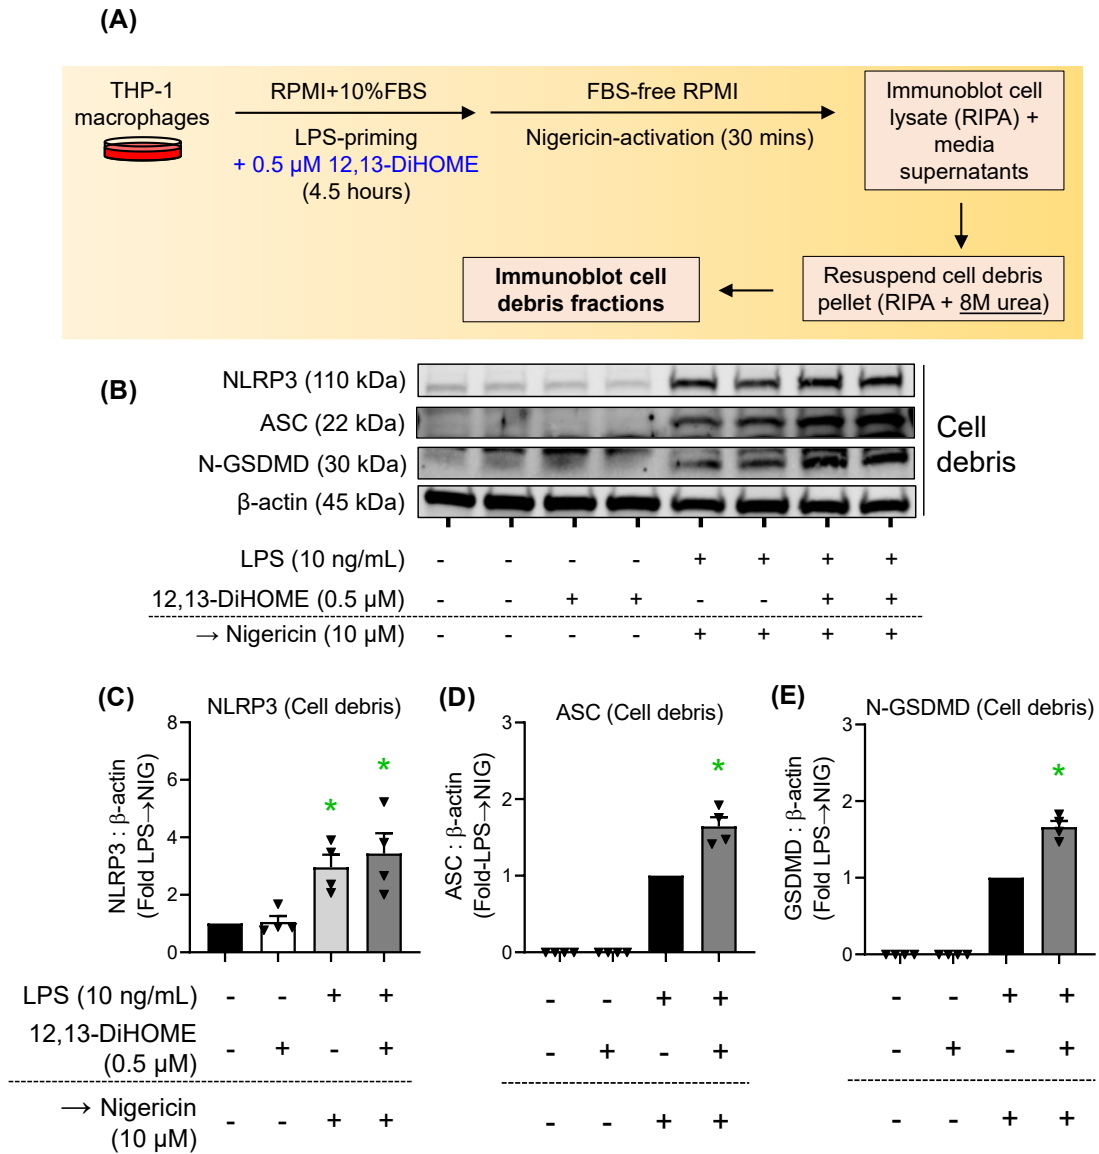 (A)
THP-1
macrophages
RPMI+10%FBS
LPS-priming
+ 0.5 µM 12,13-DiHOME
(4.5 hours)
FBS-free RPMI
Nigericin-activation (30 mins)
Immunoblot cell
lysate (RIPA) +
media
supernatants
Resuspend cell debris
pellet (RIPA + 8M urea)
Immunoblot cell
debris fractions
(B)
NLRP3 (110 kDa)
ASC (22 kDa)
N-GSDMD (30 kDa)
β-actin (45 kDa)
Cell
debris
LPS (10 ng/mL) - - - - + + + +
12,13-DiHOME (0.5 µM) - - + + - - + +
→ Nigericin (10 µM) - - - - + + + +
(C)
NLRP3 (Cell debris)
NLRP3 : β-actin
(Fold LPS→NIG)
8
6
4
2
0
* *
(D)
ASC (Cell debris)
ASC : β-actin
(Fold-LPS→NIG)
3
2
1
0
*
(E)
N-GSDMD (Cell debris)
GSDMD : β-actin
(Fold LPS→NIG)
3
2
1
0
*
LPS (10 ng/mL) - - + + - - + + - - + +
12,13-DiHOME
(0.5 µM) - + - + - + - + - + - +
→ Nigericin
(10 µM) - - + + - - + + - - + +